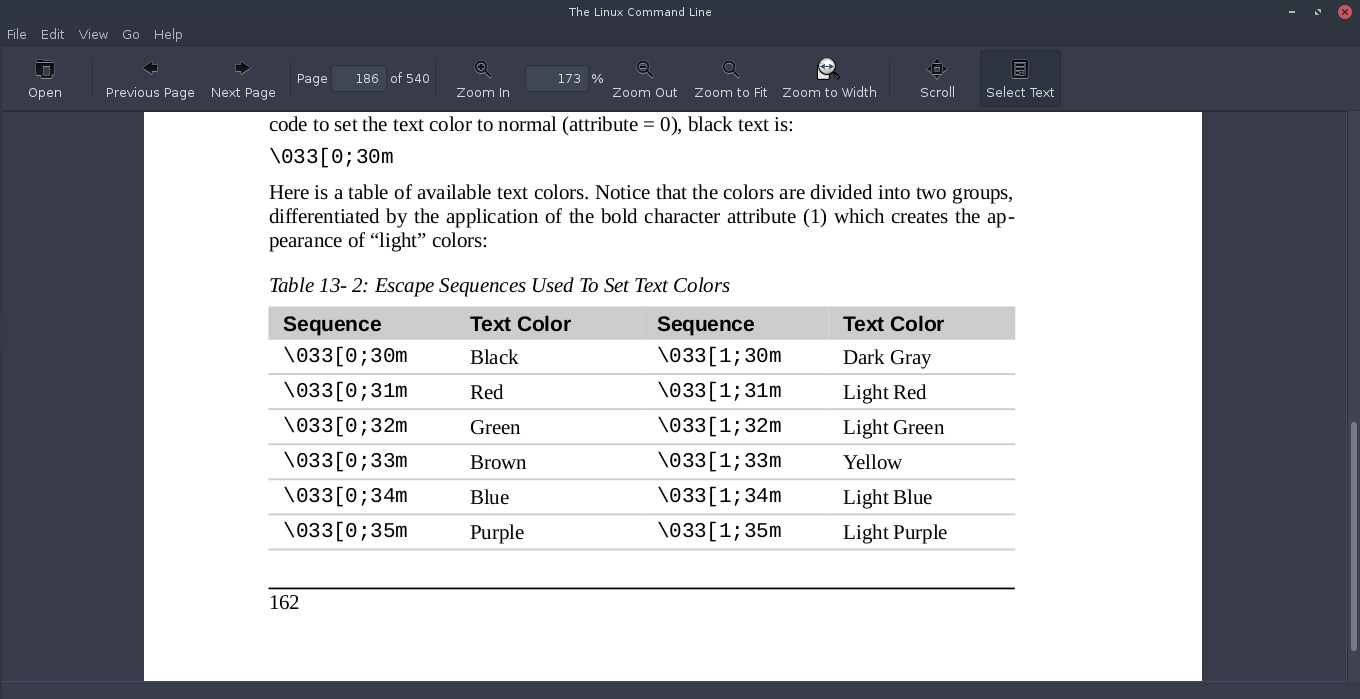 The Linux Command Line
File Edit View Go Help
Open Previous Page Next Page Page 186 of 540 Zoom In 173 % Zoom Out Zoom to Fit Zoom to Width Scroll Select Text
code to set the text color to normal (attribute = 0), black text is:
\033[0;30m
Here is a table of available text colors. Notice that the colors are divided into two groups,
differentiated by the application of the bold character attribute (1) which creates the ap-
pearance of “light” colors:
Table 13- 2: Escape Sequences Used To Set Text Colors
Sequence Text Color Sequence Text Color
\033[0;30m Black \033[1;30m Dark Gray
\033[0;31m Red \033[1;31m Light Red
\033[0;32m Green \033[1;32m Light Green
\033[0;33m Brown \033[1;33m Yellow
\033[0;34m Blue \033[1;34m Light Blue
\033[0;35m Purple \033[1;35m Light Purple
162